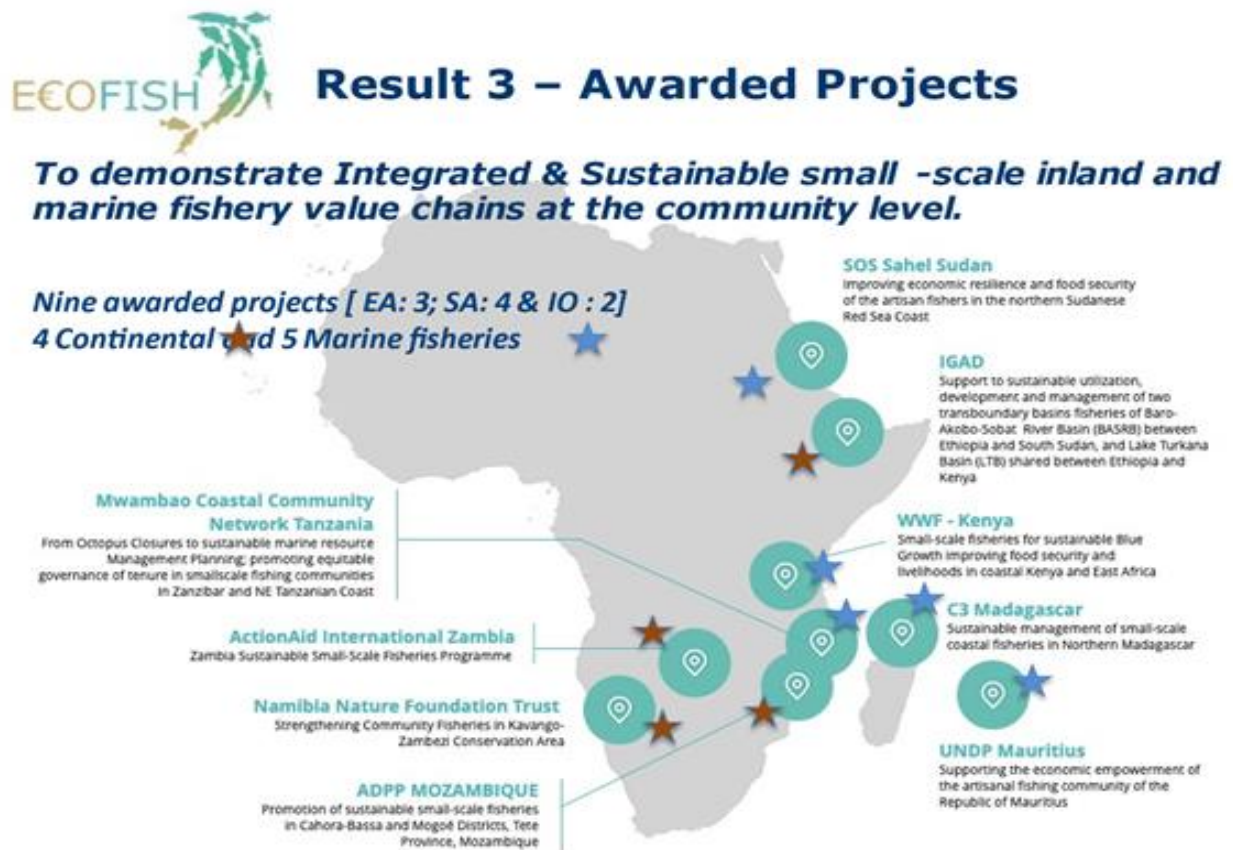 E€OFISH
Result 3 – Awarded Projects
To demonstrate Integrated & Sustainable small -scale inland and
marine fishery value chains at the community level.
Nine awarded projects [ EA: 3; SA: 4 & IO : 2]
4 Continental and 5 Marine fisheries
SOS Sahel Sudan
Improving economic resilience and food security
of the artisan fishers in the northern Sudanese
Red Sea Coast
IGAD
Support to sustainable utilization,
development and management of two
transboundary basins fisheries of Baro-
Akobo-Sobat River Basin (BASRB) between
Ethiopia and South Sudan, and Lake Turkana
Basin (LTB) shared between Ethiopia and
Kenya
Mwambao Coastal Community
Network Tanzania
From Octopus Closures to sustainable marine resource
Management Planning; promoting equitable
governance of tenure in smallscale fishing communities
in Zanzibar and NE Tanzanian Coast
WWF - Kenya
Small-scale fisheries for sustainable Blue
Growth improving food security and
livelihoods in coastal Kenya and East Africa
C3 Madagascar
Sustainable management of small-scale
coastal fisheries in Northern Madagascar
ActionAid International Zambia
Zambia Sustainable Small-Scale Fisheries Programme
Namibia Nature Foundation Trust
Strengthening Community Fisheries in Kavango-
Zambezi Conservation Area
UNDP Mauritius
Supporting the economic empowerment of
the artisanal fishing community of the
Republic of Mauritius
ADPP MOZAMBIQUE
Promotion of sustainable small-scale fisheries
in Cahora-Bassa and Mogoé Districts, Tete
Province, Mozambique